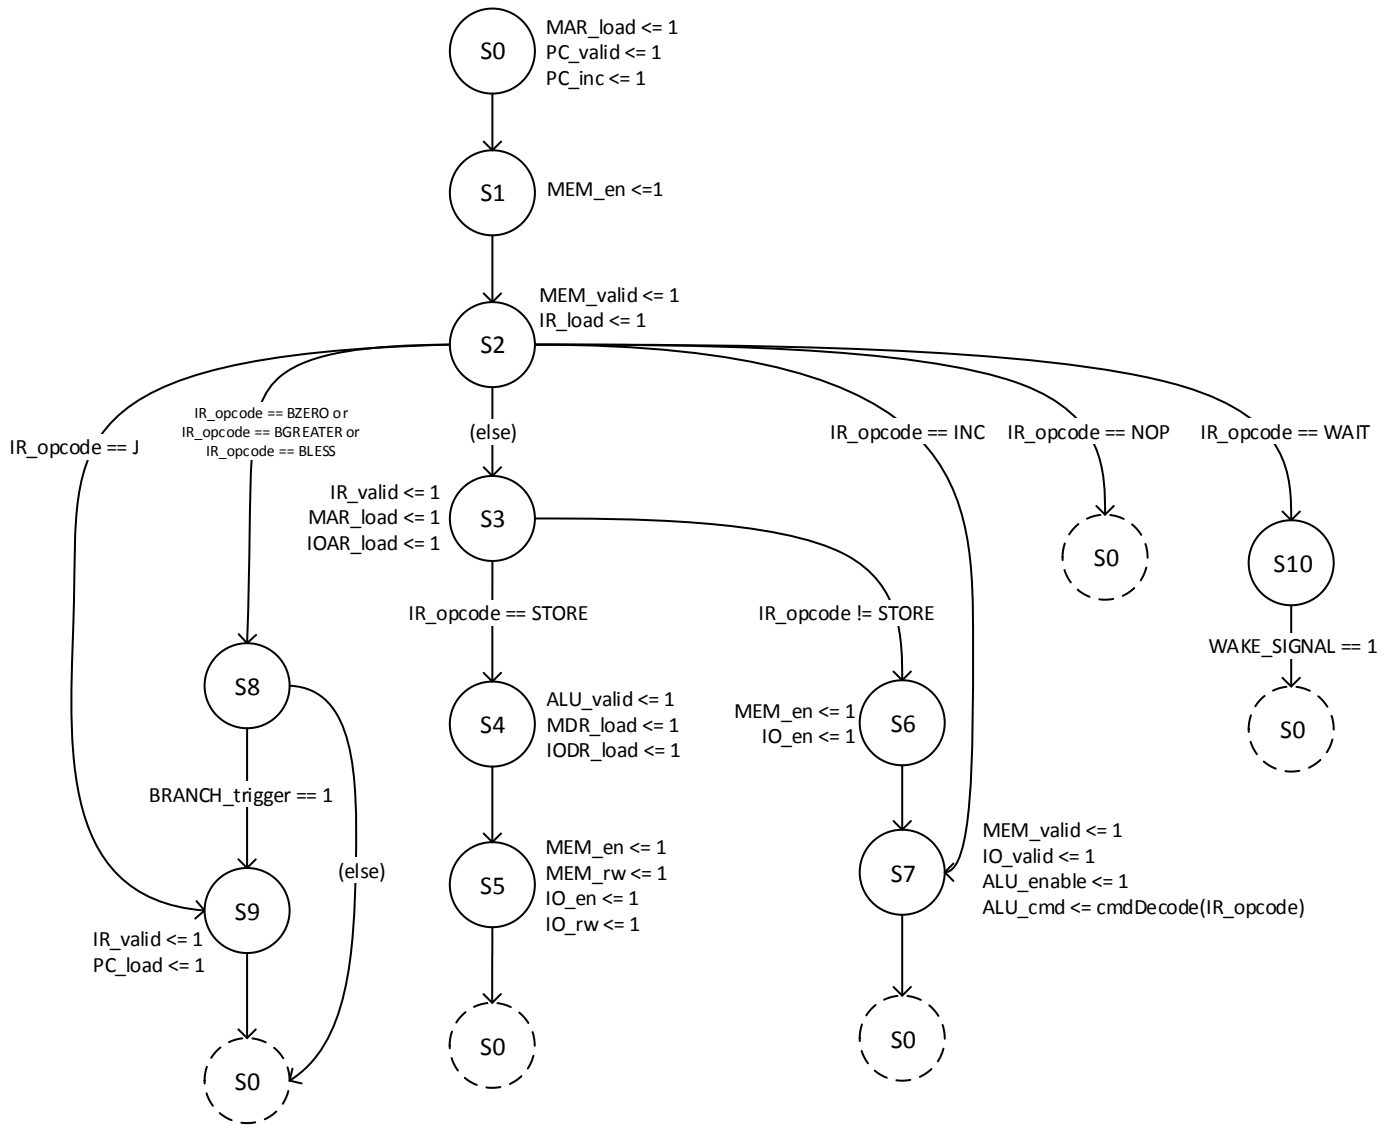 S0
MAR_load <= 1
PC_valid <= 1
PC_inc <= 1
S1
MEM_en <=1
S2
MEM_valid <= 1
IR_load <= 1
IR_opcode == J
IR_opcode == BZERO or
IR_opcode == BGREATER or
IR_opcode == BLESS
(else)
IR_opcode == INC
IR_opcode == NOP
IR_opcode == WAIT
IR_valid <= 1
MAR_load <= 1
IOAR_load <= 1
S3
S0
S10
IR_opcode == STORE
IR_opcode != STORE
WAKE_SIGNAL == 1
S8
S4
ALU_valid <= 1
MDR_load <= 1
IODR_load <= 1
MEM_en <= 1
IO_en <= 1
S6
S0
BRANCH_trigger == 1
(else)
S5
MEM_en <= 1
MEM_rw <= 1
IO_en <= 1
IO_rw <= 1
S7
MEM_valid <= 1
IO_valid <= 1
ALU_enable <= 1
ALU_cmd <= cmdDecode(IR_opcode)
S9
IR_valid <= 1
PC_load <= 1
S0
S0
S0